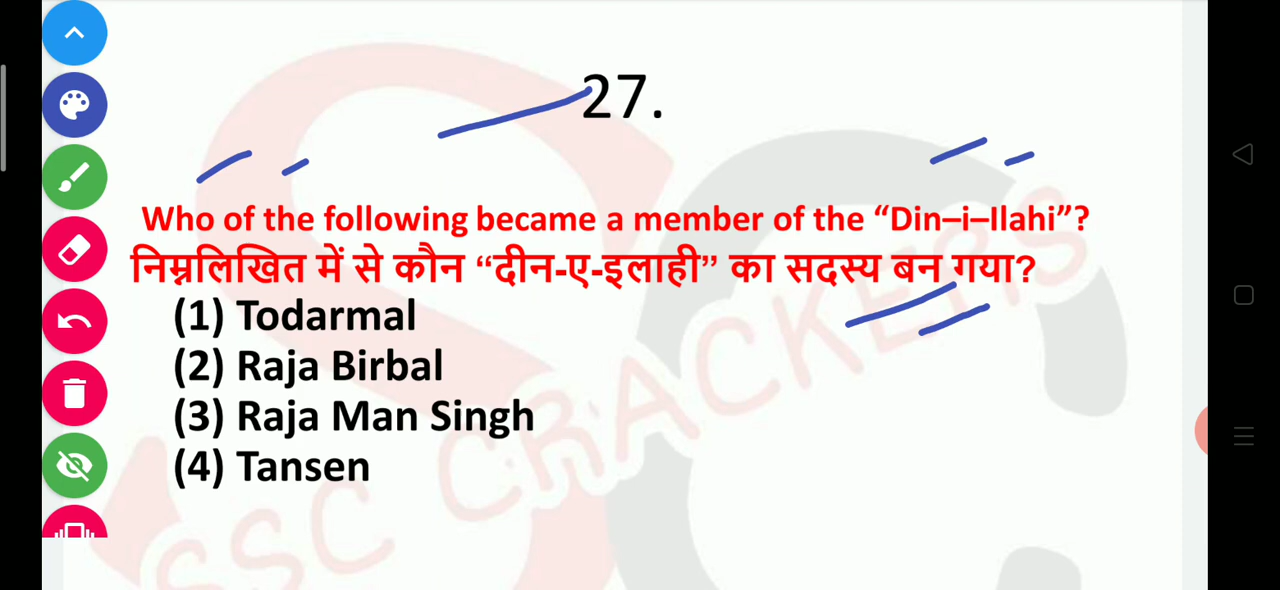 27.
Who of the following became a member of the “Din–i–Ilahi”?
निम्नलिखित में से कौन “दीन-ए-इलाही” का सदस्य बन गया?
(1) Todarmal
(2) Raja Birbal
(3) Raja Man Singh
(4) Tansen
SSC CRACKERS